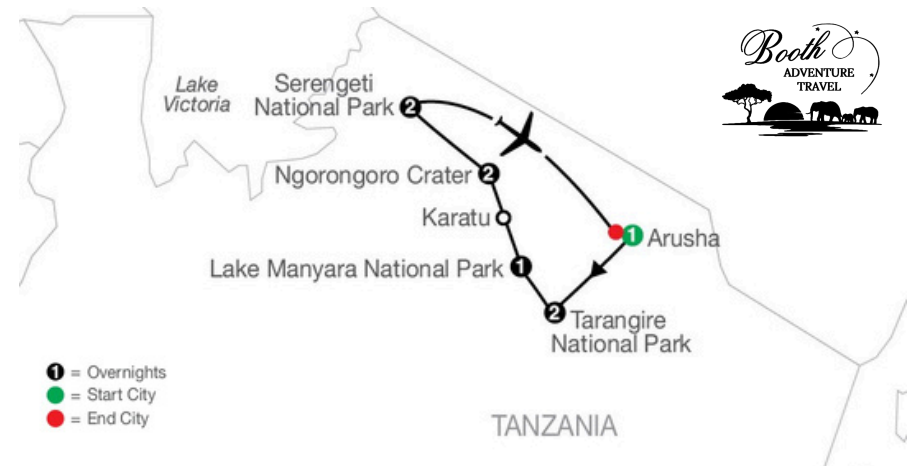 Booth
ADVENTURE
TRAVEL
Lake
Victoria
Serengeti
National Park
2
Ngorongoro Crater
2
Karatu
1
Arusha
Lake Manyara National Park
1
2
Tarangire
National Park
1 = Overnights
= Start City
= End City
TANZANIA